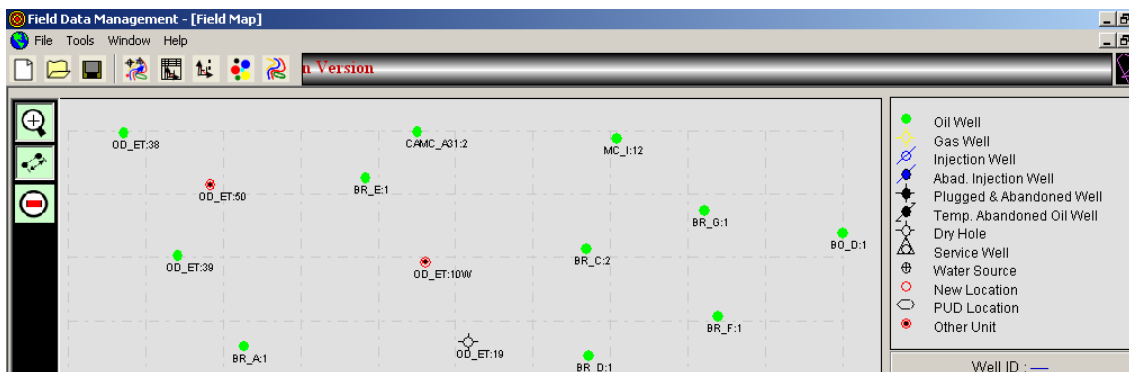 Field Data Management - [Field Map]
File Tools Window Help
n Version
OD_ET:38
CAMC_A31:2
MC_I:12
OD_ET:50
BR_E:1
BR_G:1
BO_D:1
OD_ET:39
OD_ET:10W
BR_C:2
BR_F:1
BR_A:1
OD_ET:19
BR_D:1
Oil Well
Gas Well
Injection Well
Abad. Injection Well
Plugged & Abandoned Well
Temp. Abandoned Oil Well
Dry Hole
Service Well
Water Source
New Location
PUD Location
Other Unit
Well ID :